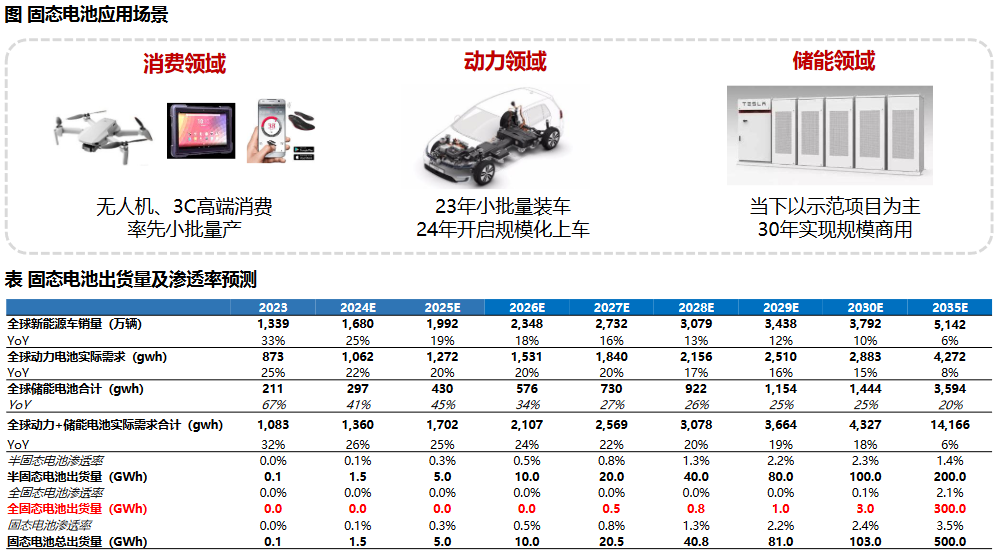 图 固态电池应用场景
消费领域 动力领域 储能领域
TESLA
无人机、3C高端消费 23年小批量装车 当下以示范项目为主
率先小批量产 24年开启规模化上车 30年实现规模商用
表 固态电池出货量及渗透率预测
2023 2024E 2025E 2026E 2027E 2028E 2029E 2030E 2035E
全球新能源车销量（万辆） 1,339 1,680 1,992 2,348 2,732 3,079 3,438 3,792 5,142
YoY 33% 25% 19% 18% 16% 13% 12% 10% 6%
全球动力电池实际需求（gwh） 873 1,062 1,272 1,531 1,840 2,156 2,510 2,883 4,272
YoY 25% 22% 20% 20% 20% 17% 16% 15% 8%
全球储能电池合计（gwh） 211 297 430 576 730 922 1,154 1,444 3,594
YoY 67% 41% 45% 34% 27% 26% 25% 25% 20%
全球动力+储能电池实际需求合计（gwh） 1,083 1,360 1,702 2,107 2,569 3,078 3,664 4,327 14,166
YoY 32% 26% 25% 24% 22% 20% 19% 18% 6%
半固态电池渗透率 0.0% 0.1% 0.3% 0.5% 0.8% 1.3% 2.2% 2.3% 1.4%
半固态电池出货量（GWh） 0.1 1.5 5.0 10.0 20.0 40.0 80.0 100.0 200.0
全固态电池渗透率 0.0% 0.0% 0.0% 0.0% 0.0% 0.0% 0.0% 0.1% 2.1%
全固态电池出货量（GWh） 0.0 0.0 0.0 0.0 0.5 0.8 1.0 3.0 300.0
固态电池渗透率 0.0% 0.1% 0.3% 0.5% 0.8% 1.3% 2.2% 2.4% 3.5%
固态电池总出货量（GWh） 0.1 1.5 5.0 10.0 20.5 40.8 81.0 103.0 500.0